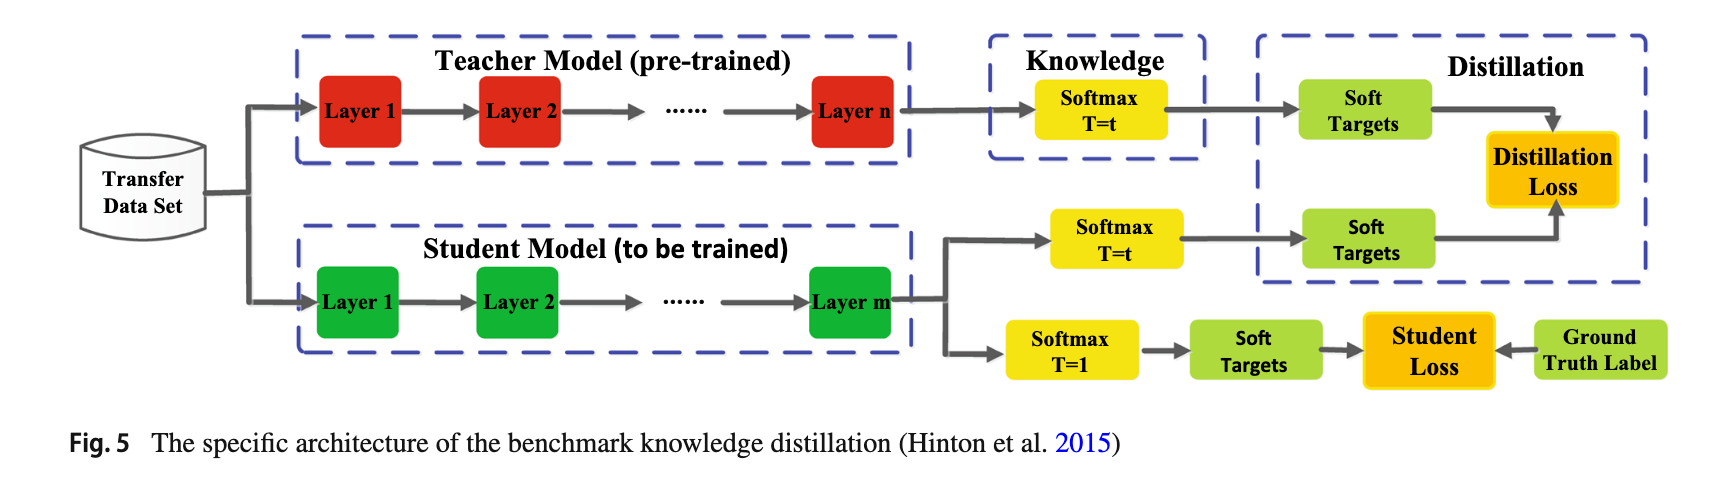 Teacher Model (pre-trained)
Layer 1
Layer 2
......
Layer n
Knowledge
Softmax
T=t
Distillation
Soft
Targets
Distillation
Loss
Transfer
Data Set
Student Model (to be trained)
Layer 1
Layer 2
......
Layer m
Softmax
T=t
Soft
Targets
Softmax
T=1
Soft
Targets
Student
Loss
Ground
Truth Label
Fig. 5 The specific architecture of the benchmark knowledge distillation (Hinton et al. 2015)